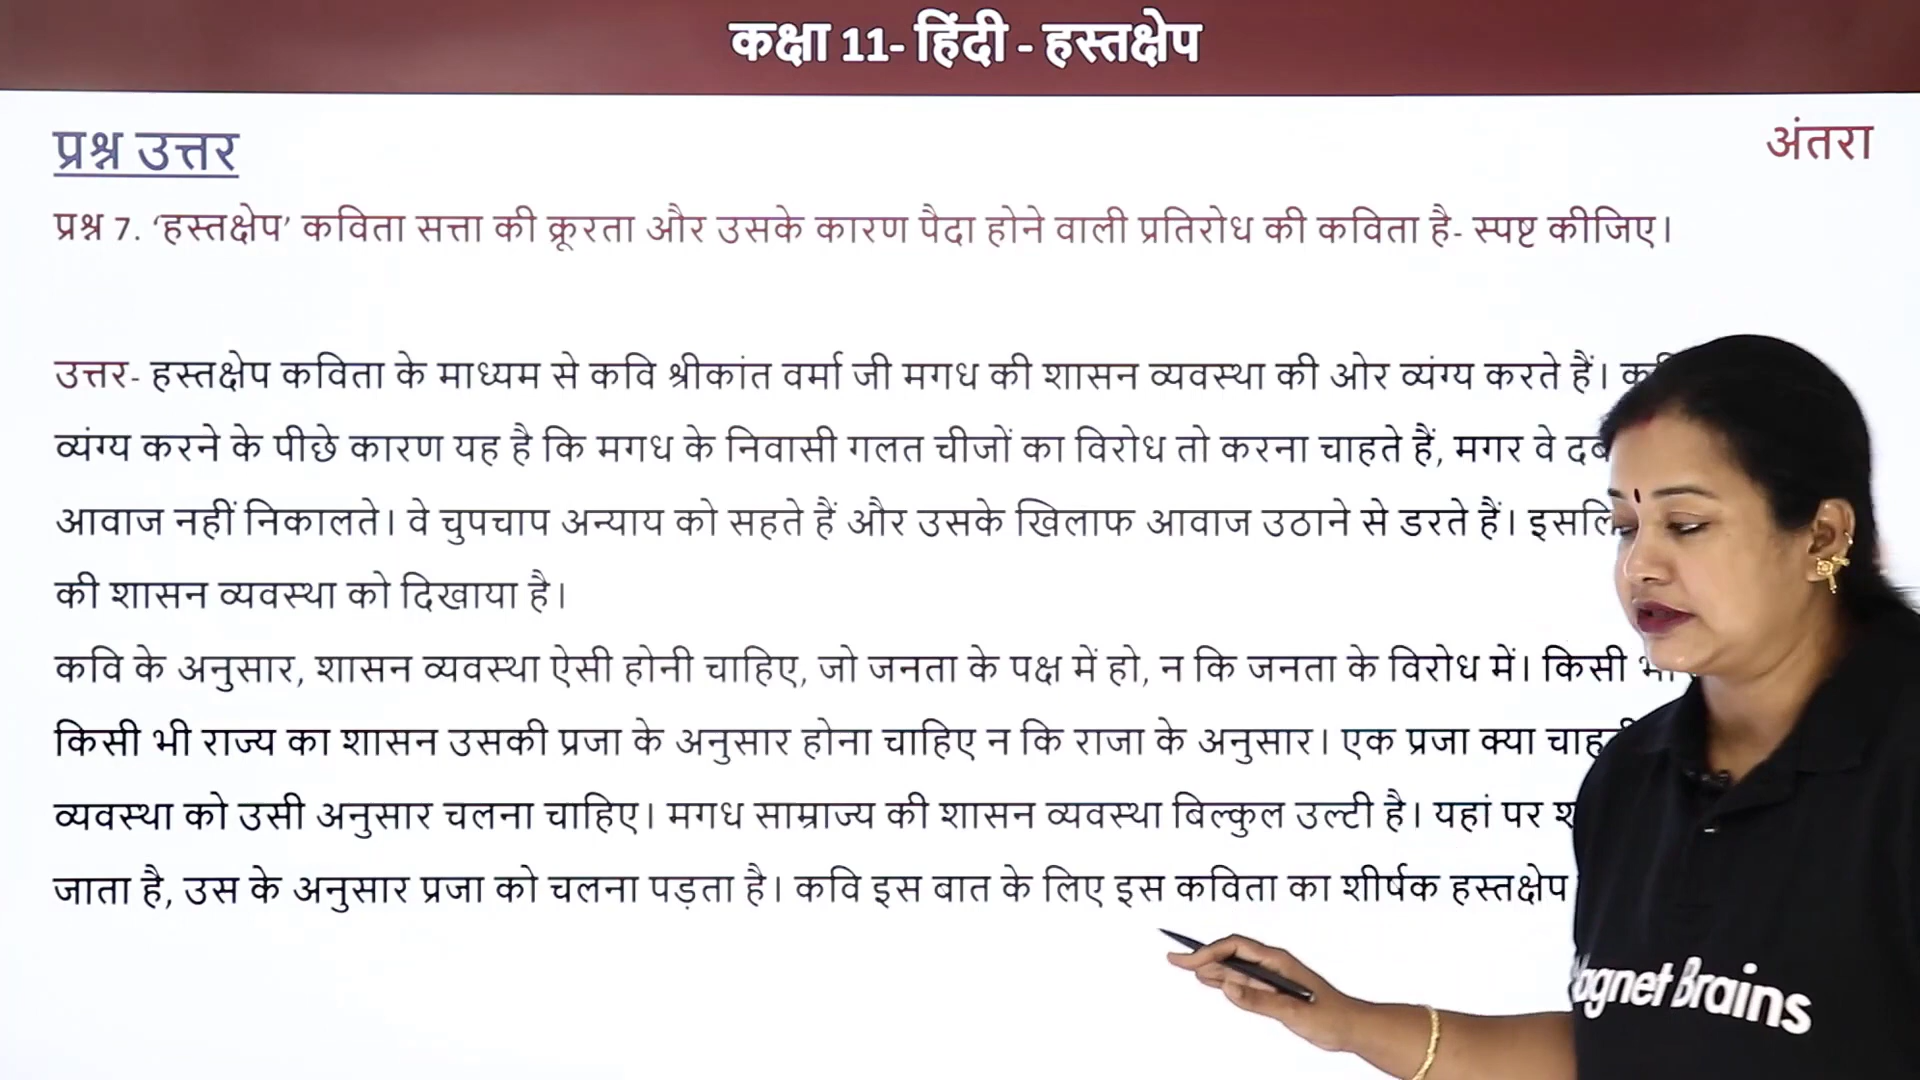 कक्षा 11- हिंदी - हस्तक्षेप
प्रश्न उत्तर
अंतरा
प्रश्न 7. ‘हस्तक्षेप’ कविता सत्ता की क्रूरता और उसके कारण पैदा होने वाली प्रतिरोध की कविता है- स्पष्ट कीजिए।
उत्तर- हस्तक्षेप कविता के माध्यम से कवि श्रीकांत वर्मा जी मगध की शासन व्यवस्था की ओर व्यंग्य करते हैं।
व्यंग्य करने के पीछे कारण यह है कि मगध के निवासी गलत चीजों का विरोध तो करना चाहते हैं, मगर वे
आवाज नहीं निकालते। वे चुपचाप अन्याय को सहते हैं और उसके खिलाफ आवाज उठाने से डरते हैं।
की शासन व्यवस्था को दिखाया है।
कवि के अनुसार, शासन व्यवस्था ऐसी होनी चाहिए, जो जनता के पक्ष में हो, न कि जनता के विरोध में। किसी
किसी भी राज्य का शासन उसकी प्रजा के अनुसार होना चाहिए न कि राजा के अनुसार। एक प्रजा क्या
व्यवस्था को उसी अनुसार चलना चाहिए। मगध साम्राज्य की शासन व्यवस्था बिल्कुल उल्टी है। यहां पर
जाता है, उस के अनुसार प्रजा को चलना पड़ता है। कवि इस बात के लिए इस कविता का शीर्षक हस्तक्षेप
Brains